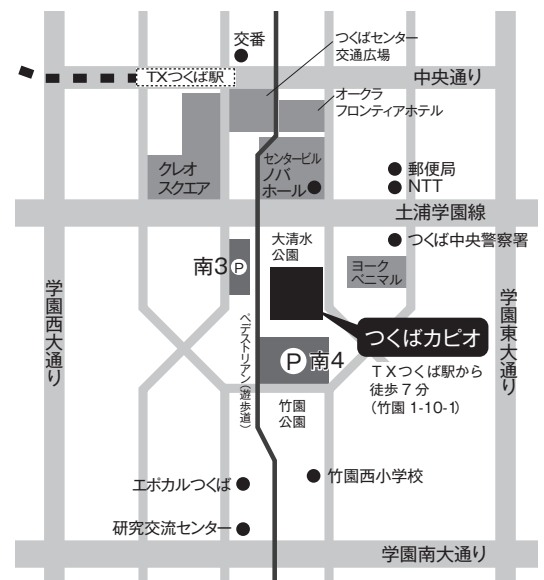 交番
つくばセンター
交通広場
TXつくば駅
中央通り
オークラ
フロンティアホテル
クレオ
スクエア
センタービル
ノバ
ホール
郵便局
NTT
土浦学園線
大清水
公園
つくば中央警察署
南3 P
ヨーク
ベニマル
学園西大通り
学園東大通り
ペデストリアン(遊歩道)
つくばカピオ
P 南4
TXつくば駅から
徒歩7分
(竹園 1-10-1)
竹園
公園
エポカルつくば
竹園西小学校
研究交流センター
学園南大通り